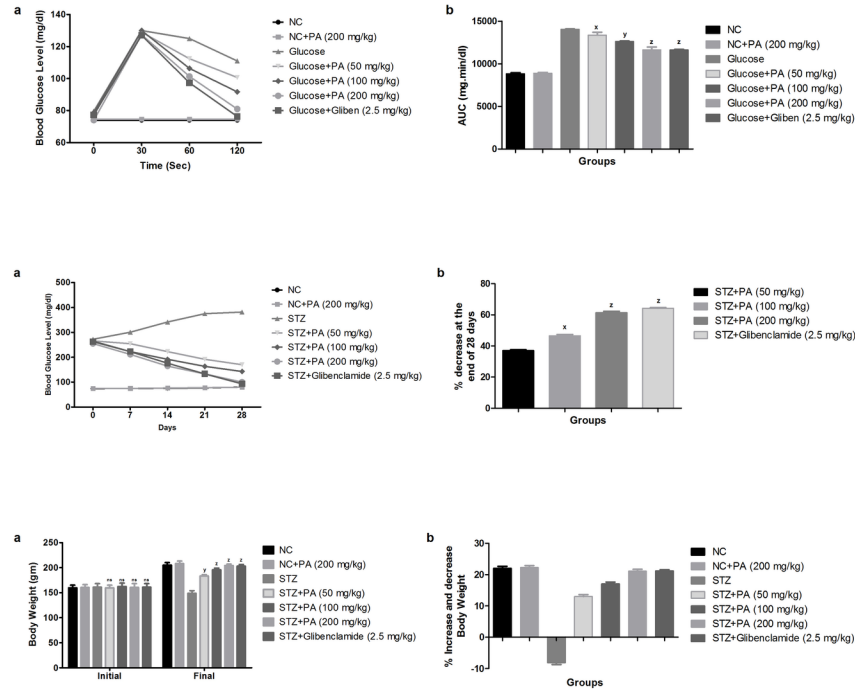 a
Blood Glucose Level (mg/dl)
140
120
100
80
60
0
30
60
120
Time (Sec)
NC
NC+PA (200 mg/kg)
Glucose
Glucose+PA (50 mg/kg)
Glucose+PA (100 mg/kg)
Glucose+PA (200 mg/kg)
Glucose+Gliben (2.5 mg/kg)
b
AUC (mg.min/dl)
15000
10000
5000
0
x
y
z
z
Groups
NC
NC+PA (200 mg/kg)
Glucose
Glucose+PA (50 mg/kg)
Glucose+PA (100 mg/kg)
Glucose+PA (200 mg/kg)
Glucose+Gliben (2.5 mg/kg)
a
Blood Glucose Level (mg/dl)
500
400
300
200
100
0
0
7
14
21
28
Days
NC
NC+PA (200 mg/kg)
STZ
STZ+PA (50 mg/kg)
STZ+PA (100 mg/kg)
STZ+PA (200 mg/kg)
STZ+Glibenclamide (2.5 mg/kg)
b
% decrease at the
end of 28 days
80
60
40
20
0
x
z
z
Groups
STZ+PA (50 mg/kg)
STZ+PA (100 mg/kg)
STZ+PA (200 mg/kg)
STZ+Glibenclamide (2.5 mg/kg)
a
Body Weight (gm)
250
200
150
100
50
0
ns
ns
ns
ns
y
z
z
z
Initial
Final
NC
NC+PA (200 mg/kg)
STZ
STZ+PA (50 mg/kg)
STZ+PA (100 mg/kg)
STZ+PA (200 mg/kg)
STZ+Glibenclamide (2.5 mg/kg)
b
% Increase and decrease
Body Weight
30
20
10
0
-10
Groups
NC
NC+PA (200 mg/kg)
STZ
STZ+PA (50 mg/kg)
STZ+PA (100 mg/kg)
STZ+PA (200 mg/kg)
STZ+Glibenclamide (2.5 mg/kg)